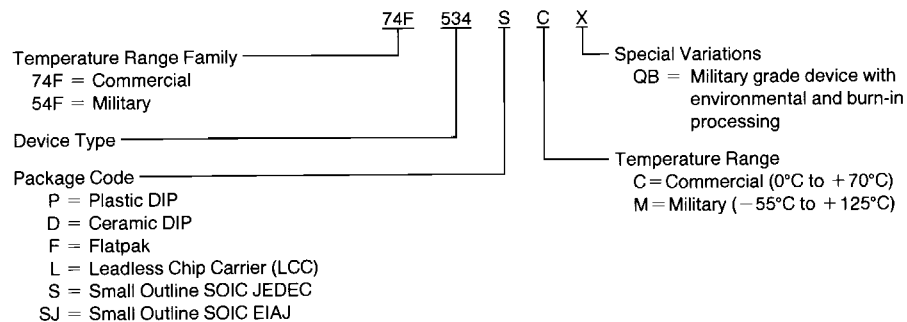 74F 534 S C X
Temperature Range Family
74F = Commercial
54F = Military
Device Type
Package Code
P = Plastic DIP
D = Ceramic DIP
F = Flatpak
L = Leadless Chip Carrier (LCC)
S = Small Outline SOIC JEDEC
SJ = Small Outline SOIC EIAJ
Special Variations
QB = Military grade device with
environmental and burn-in
processing
Temperature Range
C = Commercial (0°C to +70°C)
M = Military (−55°C to +125°C)